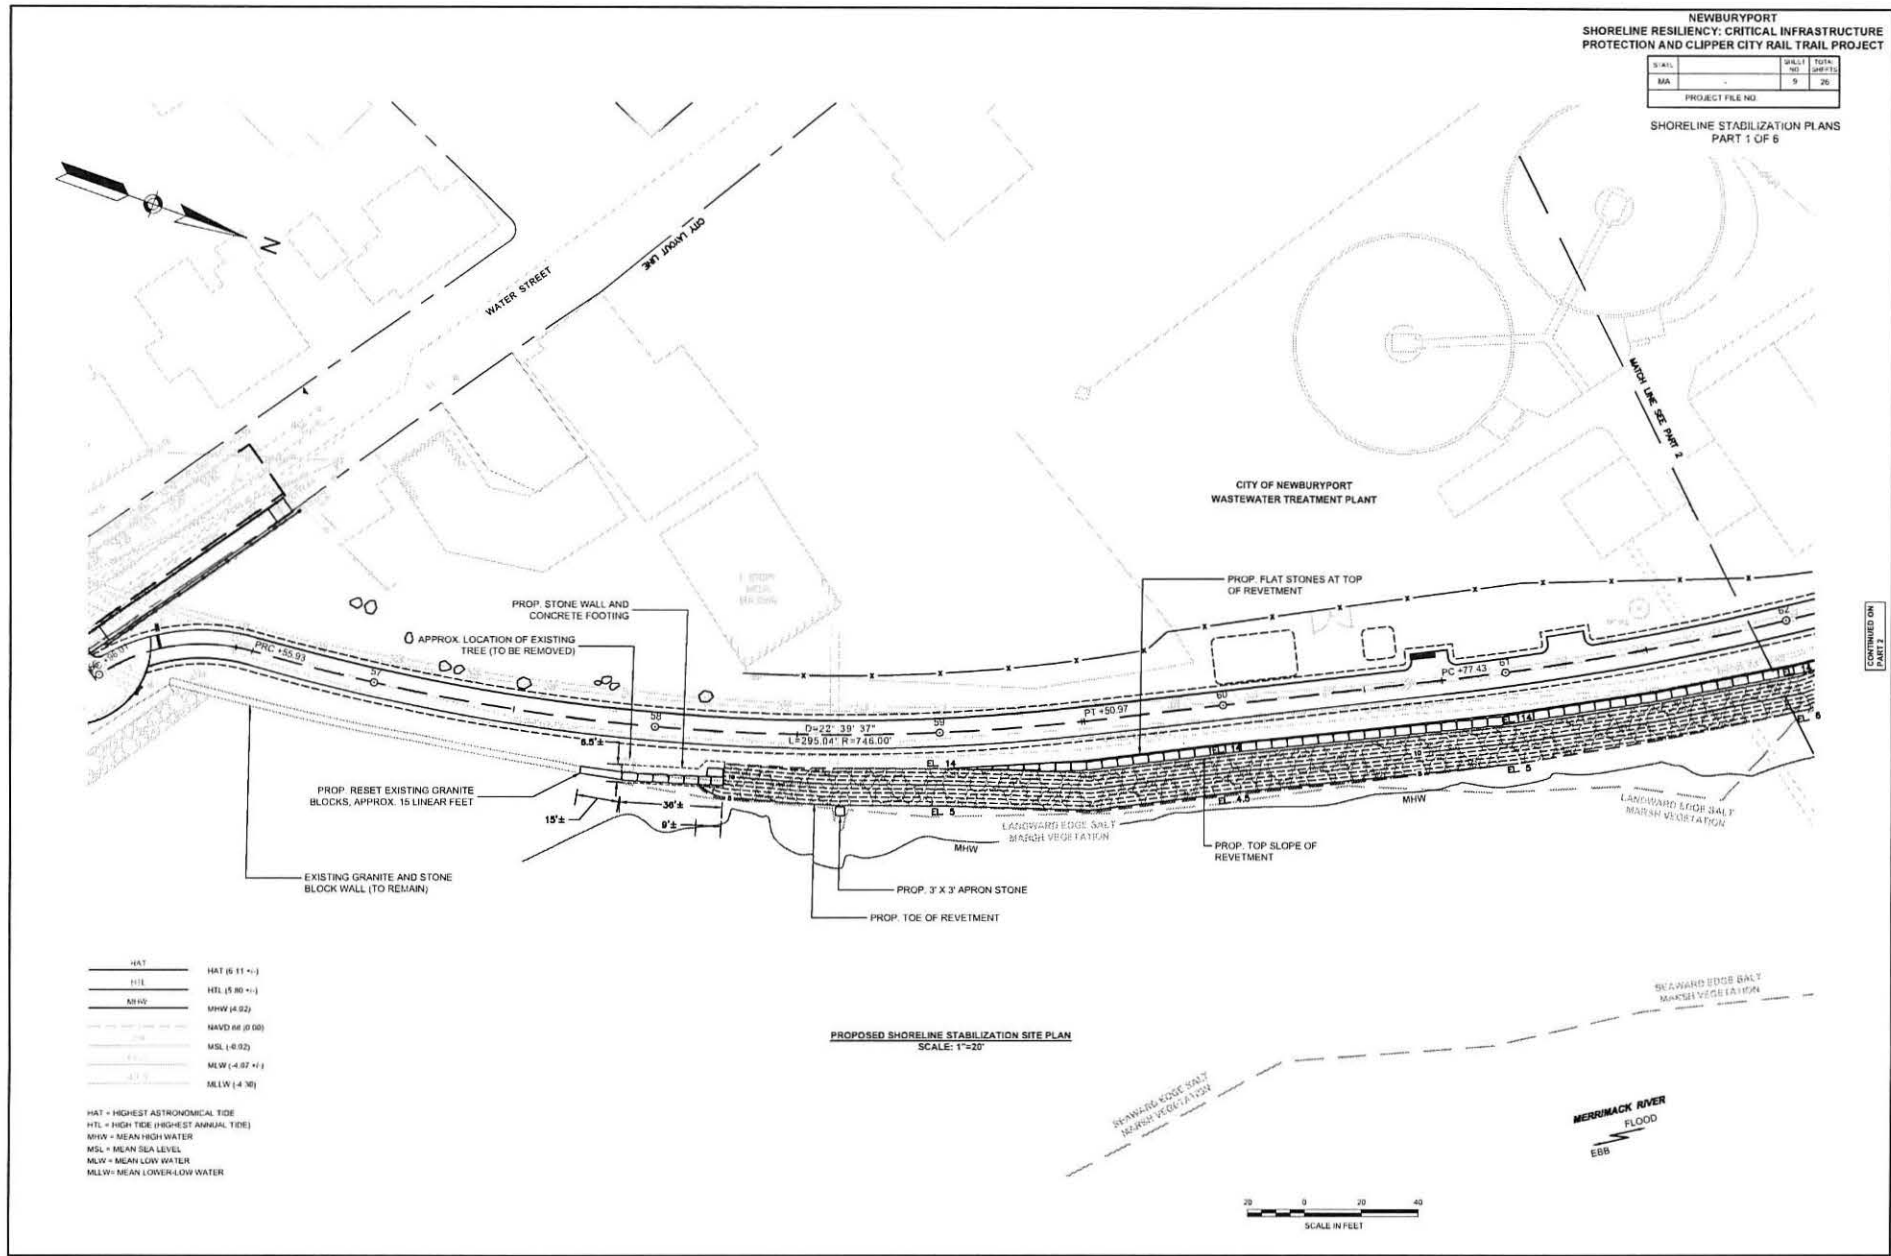 NEWBURYPORT
SHORELINE RESILIENCY: CRITICAL INFRASTRUCTURE
PROTECTION AND CLIPPER CITY RAIL TRAIL PROJECT
STATE
SHEET NO.
TOTAL SHEETS
MA
-
9
26
PROJECT FILE NO.
SHORELINE STABILIZATION PLANS
PART 1 OF 6
N
WATER STREET
CITY LAYOUT LINE
MATCH LINE SEE PART 2
CITY OF NEWBURYPORT
WASTEWATER TREATMENT PLANT
CONTINUED ON
PART 2
PROP. FLAT STONES AT TOP
OF REVETMENT
PROP. STONE WALL AND
CONCRETE FOOTING
APPROX. LOCATION OF EXISTING
TREE (TO BE REMOVED)
PRC +55.93
57
58
59
60
61
62
D=22° 39' 37"
L=295.04' R=746.00'
PT +50.97
PC +77.43
6.5'±
EL. 14
EL. 14
EL. 14
EL. 14
EL. 6
EL. 5
EL. 4.5
EL. 5
MHW
PROP. RESET EXISTING GRANITE
BLOCKS, APPROX. 15 LINEAR FEET
36'±
15'±
9'±
LANDWARD EDGE SALT
MARSH VEGETATION
MHW
LANDWARD EDGE SALT
MARSH VEGETATION
PROP. TOP SLOPE OF
REVETMENT
EXISTING GRANITE AND STONE
BLOCK WALL (TO REMAIN)
PROP. 3' X 3' APRON STONE
PROP. TOE OF REVETMENT
HAT
HAT (6.11 +/-)
HTL
HTL (5.80 +/-)
MHW
MHW (4.02)
NAVD 88 (0.00)
MSL (-0.02)
MLW (-4.07 +/-)
MLLW (-4.38)
HAT = HIGHEST ASTRONOMICAL TIDE
HTL = HIGH TIDE (HIGHEST ANNUAL TIDE)
MHW = MEAN HIGH WATER
MSL = MEAN SEA LEVEL
MLW = MEAN LOW WATER
MLLW= MEAN LOWER-LOW WATER
PROPOSED SHORELINE STABILIZATION SITE PLAN
SCALE: 1"=20'
SEAWARD EDGE SALT
MARSH VEGETATION
SEAWARD EDGE SALT
MARSH VEGETATION
MERRIMACK RIVER
FLOOD
EBB
20 0 20 40
SCALE IN FEET